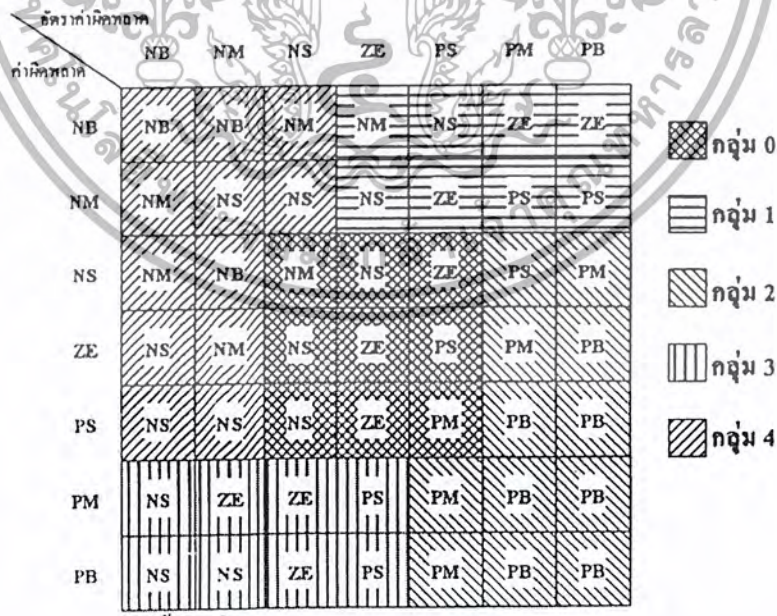 อัตราค่าผิดพลาด
NB NM NS ZE PS PM PB
ค่าผิดพลาด
NB NB NB NM NM NS ZE ZE
กลุ่ม 0
NM NM NS NS NS ZE PS PS
กลุ่ม 1
NS NM NB NM NS ZE PS PM
กลุ่ม 2
ZE NS NM NS ZE PS PM PB
กลุ่ม 3
PS NS NS NS ZE PM PB PB
กลุ่ม 4
PM NS ZE ZE PS PM PB PB
PB NS NS ZE PS PM PB PB